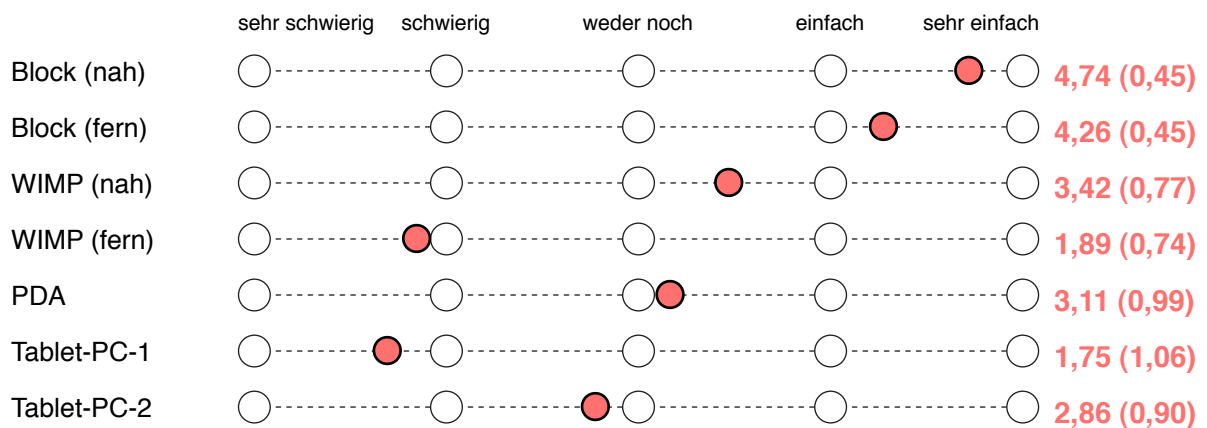 sehr schwierig schwierig weder noch einfach sehr einfach
Block (nah) 4,74 (0,45)
Block (fern) 4,26 (0,45)
WIMP (nah) 3,42 (0,77)
WIMP (fern) 1,89 (0,74)
PDA 3,11 (0,99)
Tablet-PC-1 1,75 (1,06)
Tablet-PC-2 2,86 (0,90)